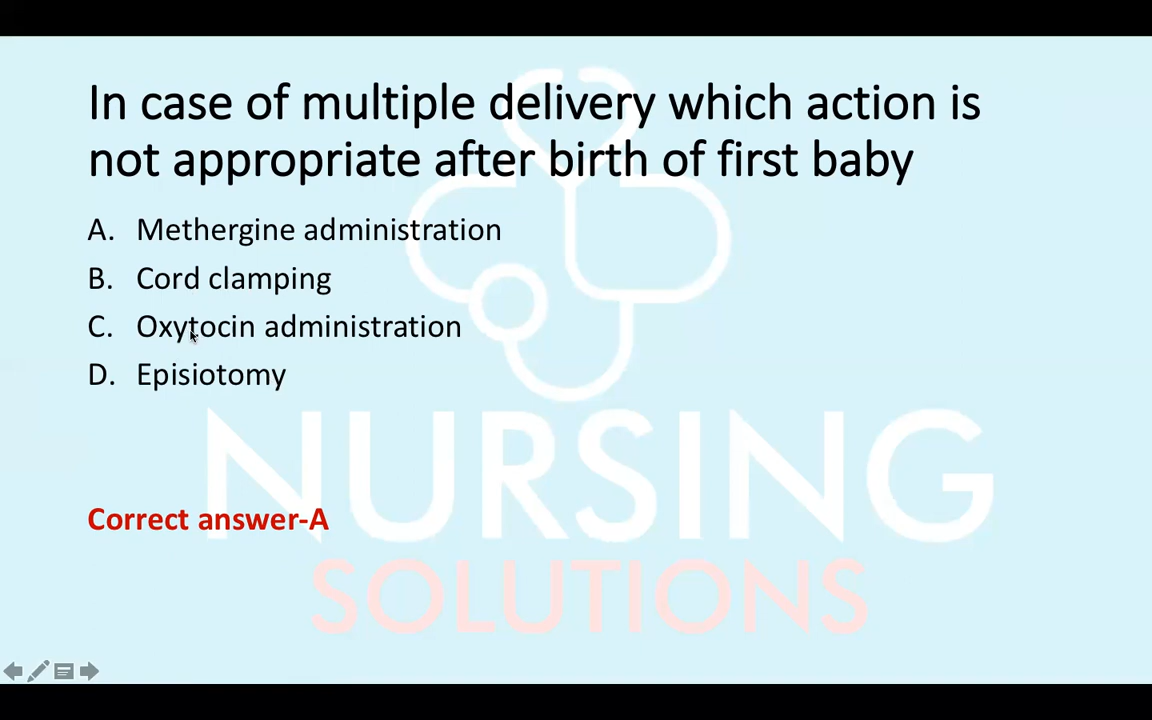 In case of multiple delivery which action is
not appropriate after birth of first baby
A. Methergine administration
B. Cord clamping
C. Oxytocin administration
D. Episiotomy
NURSING
Correct answer-A
SOLUTIONS